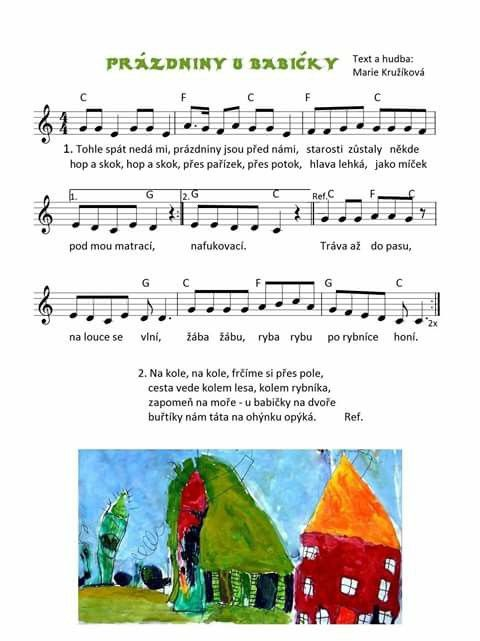 PRÁZDNINY U BABIČKY
Text a hudba:
Marie Kružíková
C F C
1. Tohle spát nedá mi, prázdniny jsou před námi, starosti zůstaly někde
hop a skok, hop a skok, přes pařízek, přes potok, hlava lehká, jako míček
1. G 2. G C Ref. C F C
pod mou matrací, nafukovací. Tráva až do pasu,
G C F G C
2x
na louce se vlní, žába žábu, ryba rybu po rybníce honí.
2. Na kole, na kole, frčíme si přes pole,
cesta vede kolem lesa, kolem rybníka,
zapomeň na moře - u babičky na dvoře
buřtíky nám táta na ohýnku opýká. Ref.